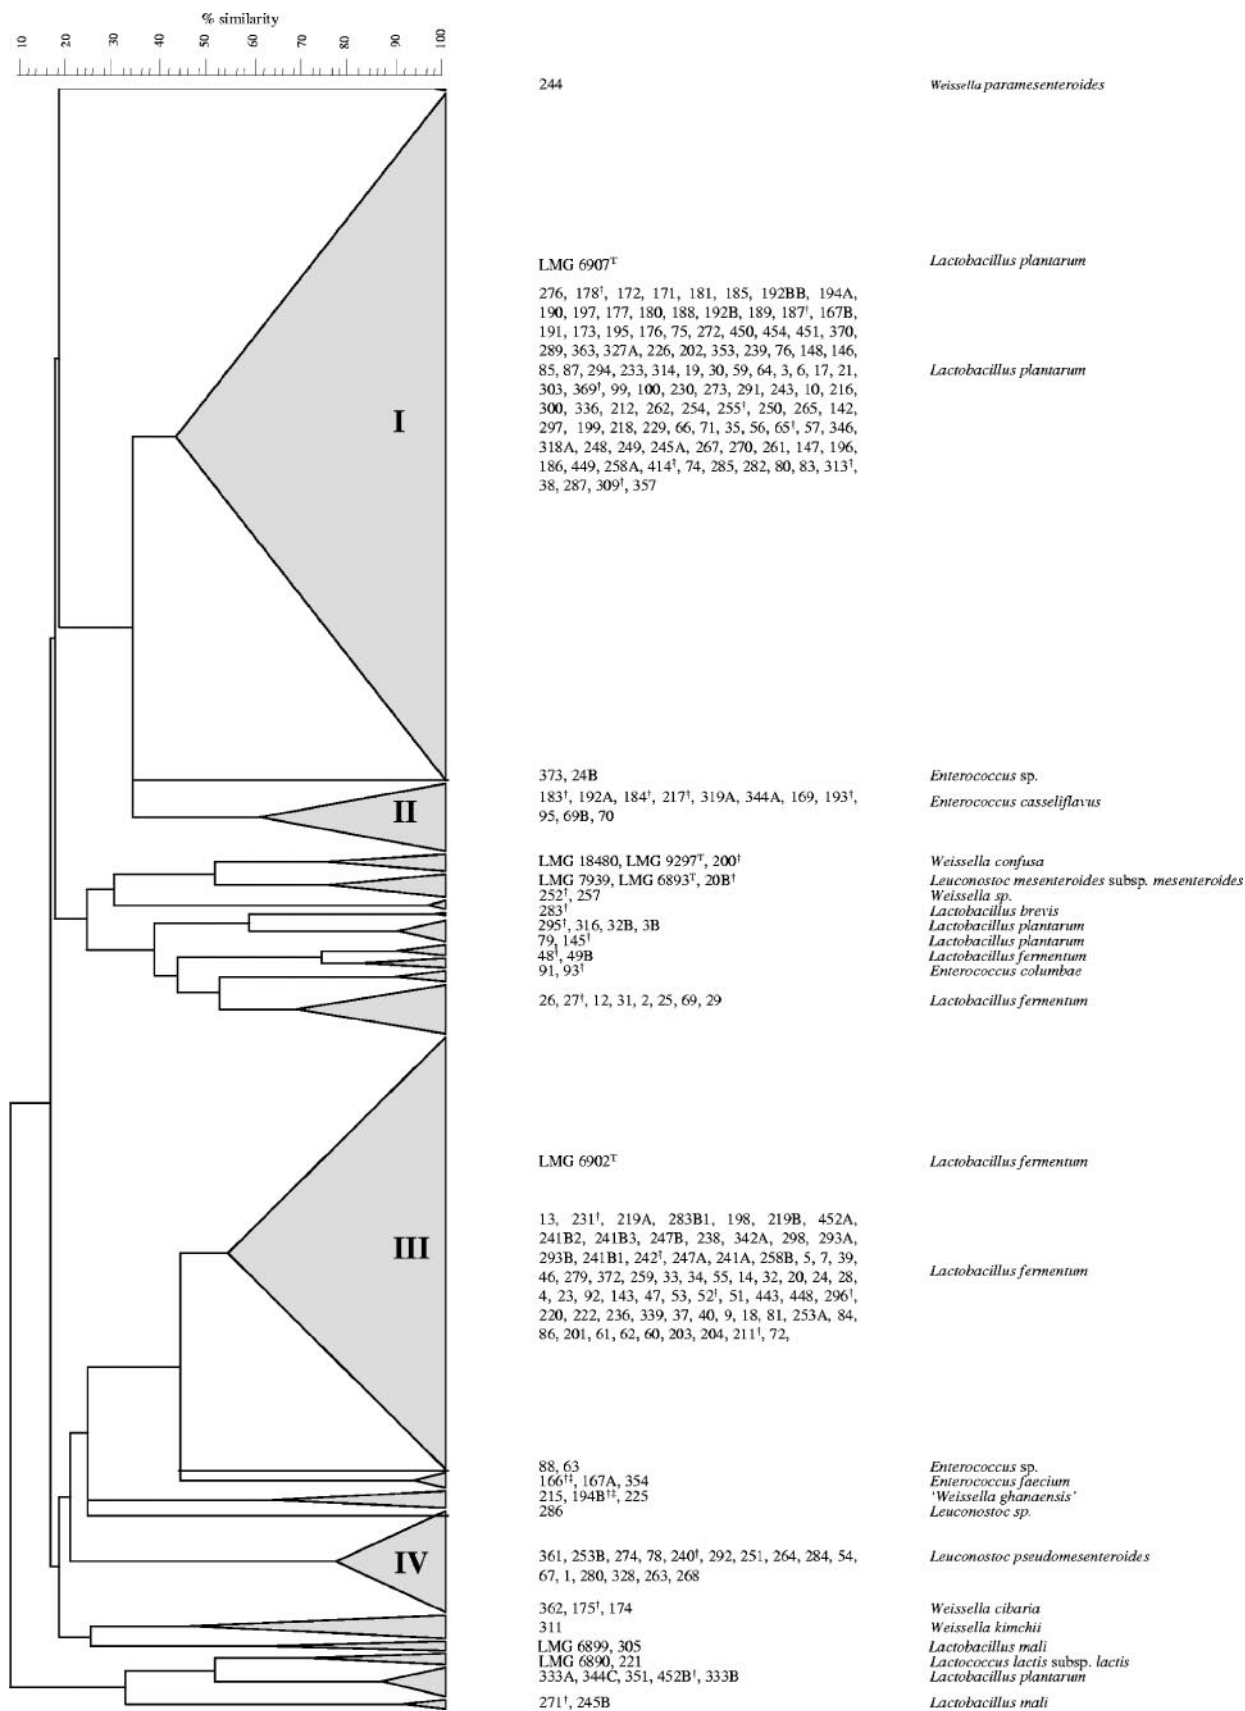 % similarity
10 20 30 40 50 60 70 80 90 100
244 Weissella paramesenteroides
LMG 6907ᵀ Lactobacillus plantarum
276, 178†, 172, 171, 181, 185, 192BB, 194A,
190, 197, 177, 180, 188, 192B, 189, 187†, 167B,
191, 173, 195, 176, 75, 272, 450, 454, 451, 370,
289, 363, 327A, 226, 202, 353, 239, 76, 148, 146,
85, 87, 294, 233, 314, 19, 30, 59, 64, 3, 6, 17, 21, Lactobacillus plantarum
303, 369†, 99, 100, 230, 273, 291, 243, 10, 216,
I 300, 336, 212, 262, 254, 255†, 250, 265, 142,
297, 199, 218, 229, 66, 71, 35, 56, 65†, 57, 346,
318A, 248, 249, 245A, 267, 270, 261, 147, 196,
186, 449, 258A, 414†, 74, 285, 282, 80, 83, 313†,
38, 287, 309†, 357
373, 24B Enterococcus sp.
II 183†, 192A, 184†, 217†, 319A, 344A, 169, 193†, Enterococcus casseliflavus
95, 69B, 70
LMG 18480, LMG 9297ᵀ, 200† Weissella confusa
LMG 7939, LMG 6893ᵀ, 20B† Leuconostoc mesenteroides subsp. mesenteroides
252†, 257 Weissella sp.
283† Lactobacillus brevis
295†, 316, 32B, 3B Lactobacillus plantarum
79, 145† Lactobacillus plantarum
48†, 49B Lactobacillus fermentum
91, 93† Enterococcus columbae
26, 27†, 12, 31, 2, 25, 69, 29 Lactobacillus fermentum
LMG 6902ᵀ Lactobacillus fermentum
13, 231†, 219A, 283B1, 198, 219B, 452A,
241B2, 241B3, 247B, 238, 342A, 298, 293A,
III 293B, 241B1, 242†, 247A, 241A, 258B, 5, 7, 39,
46, 279, 372, 259, 33, 34, 55, 14, 32, 20, 24, 28, Lactobacillus fermentum
4, 23, 92, 143, 47, 53, 52†, 51, 443, 448, 296†,
220, 222, 236, 339, 37, 40, 9, 18, 81, 253A, 84,
86, 201, 61, 62, 60, 203, 204, 211†, 72,
88, 63 Enterococcus sp.
166†‡, 167A, 354 Enterococcus faecium
215, 194B†‡, 225 'Weissella ghanaensis'
286 Leuconostoc sp.
IV 361, 253B, 274, 78, 240†, 292, 251, 264, 284, 54, Leuconostoc pseudomesenteroides
67, 1, 280, 328, 263, 268
362, 175†, 174 Weissella cibaria
311 Weissella kimchii
LMG 6899, 305 Lactobacillus mali
LMG 6890, 221 Lactococcus lactis subsp. lactis
333A, 344C, 351, 452B†, 333B Lactobacillus plantarum
271†, 245B Lactobacillus mali